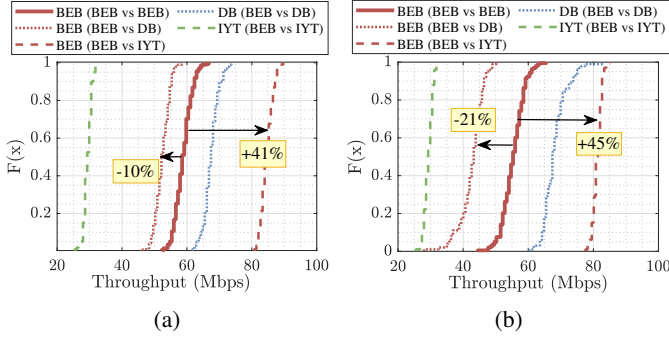 BEB (BEB vs BEB)
DB (BEB vs DB)
BEB (BEB vs DB)
IYT (BEB vs IYT)
BEB (BEB vs IYT)
1
0.8
0.6
0.4
0.2
0
F(x)
-10%
+41%
20
40
60
80
100
Throughput (Mbps)
(a)
BEB (BEB vs BEB)
DB (BEB vs DB)
BEB (BEB vs DB)
IYT (BEB vs IYT)
BEB (BEB vs IYT)
1
0.8
0.6
0.4
0.2
0
F(x)
-21%
+45%
20
40
60
80
100
Throughput (Mbps)
(b)